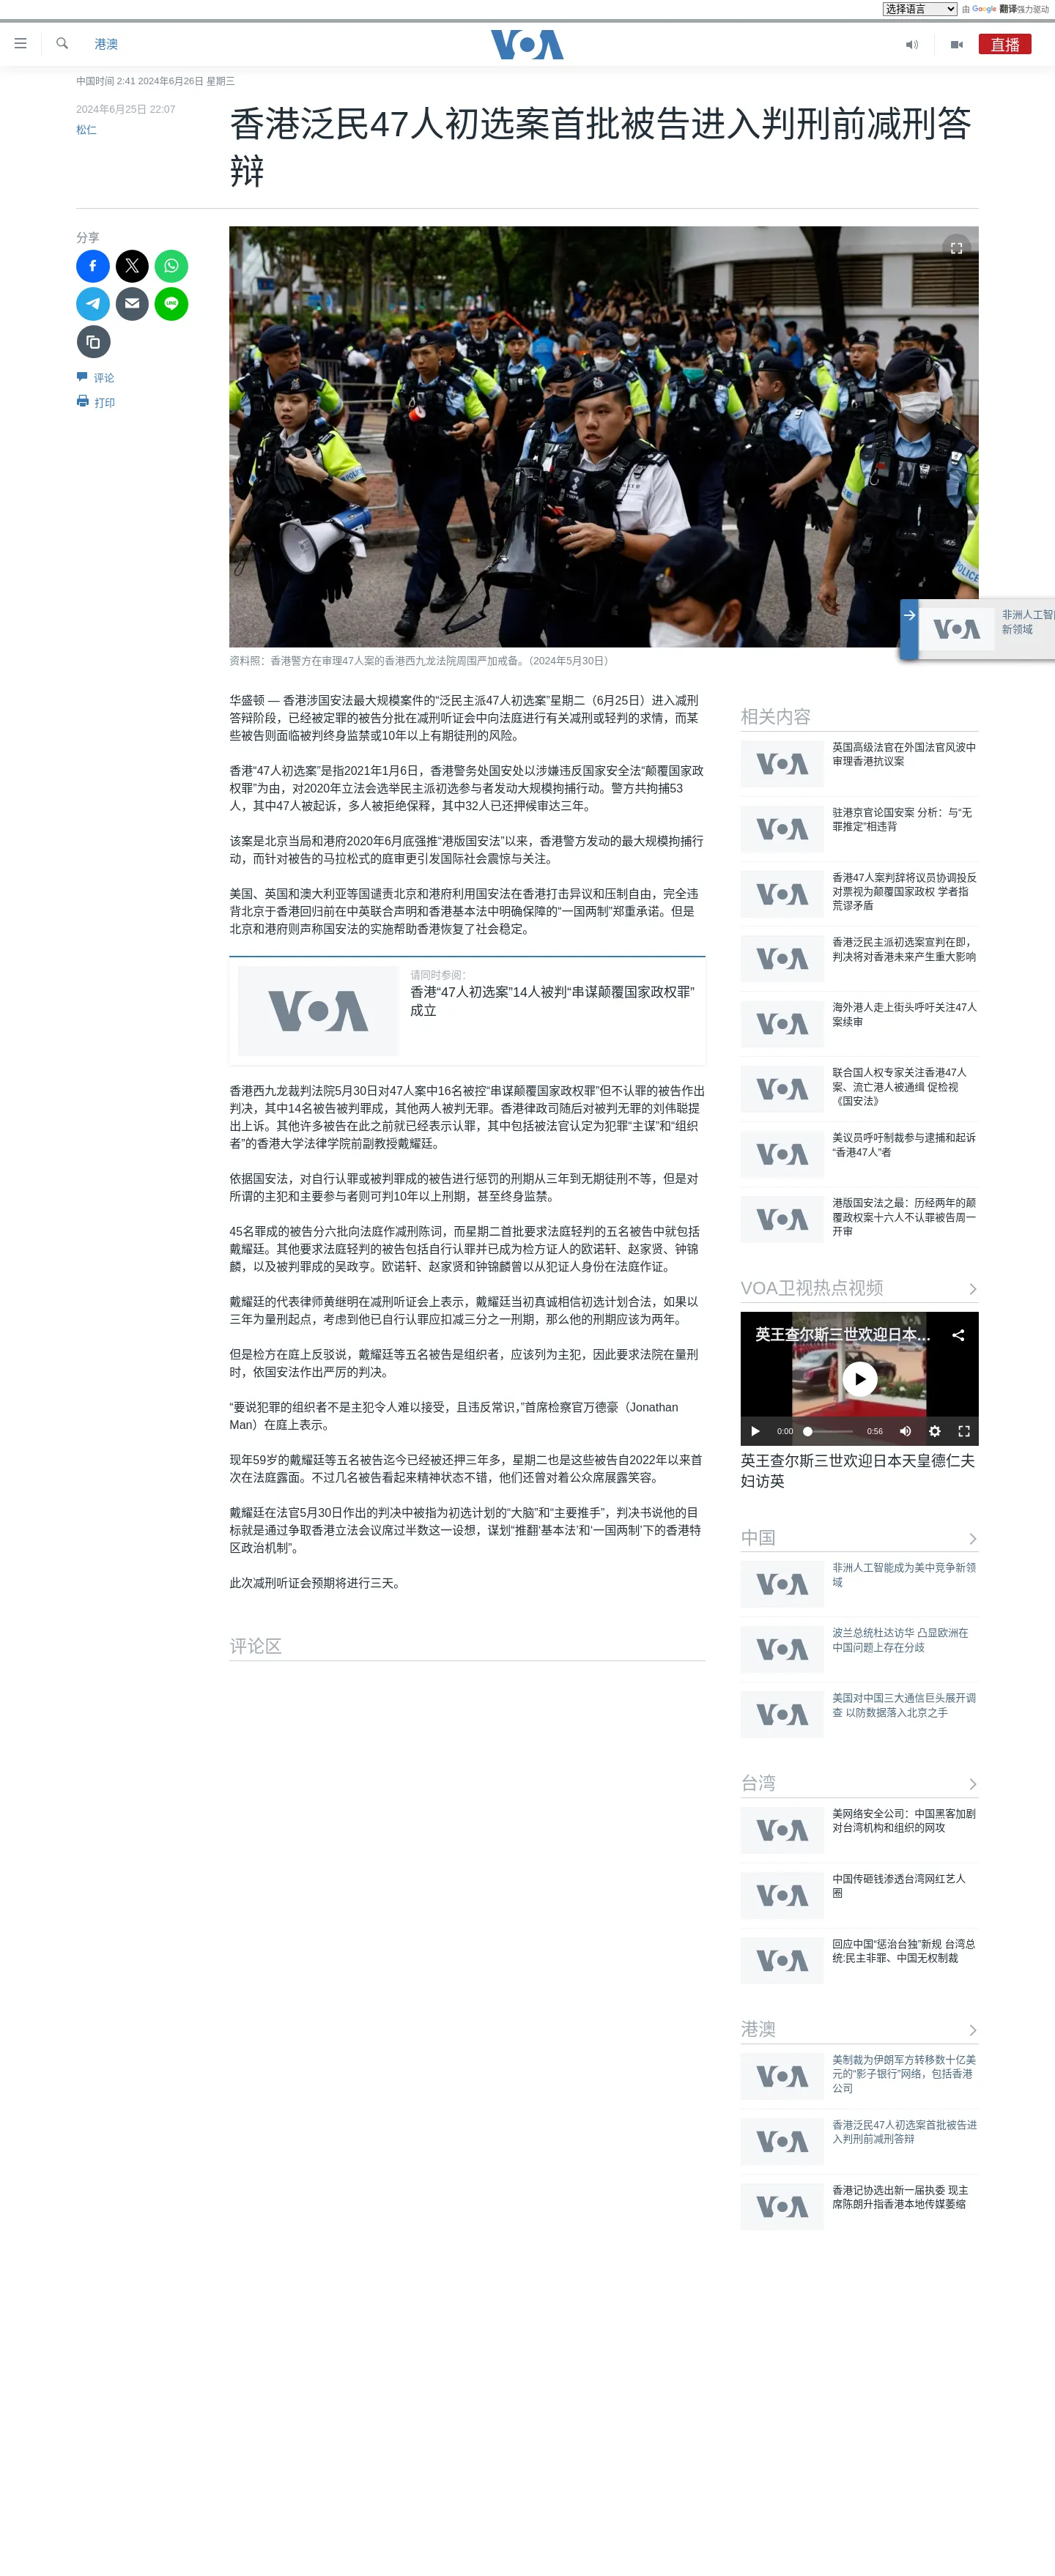 选择语言 由 Google 翻译强力驱动
港澳
VOA
直播
中国时间 2:41 2024年6月26日 星期三
2024年6月25日 22:07
松仁
香港泛民47人初选案首批被告进入判刑前减刑答
辩
分享
LINE
评论
打印
资料照：香港警方在审理47人案的香港西九龙法院周围严加戒备。（2024年5月30日）
VOA
非洲人工智
新领域
华盛顿 — 香港涉国安法最大规模案件的“泛民主派47人初选案”星期二（6月25日）进入减刑
答辩阶段，已经被定罪的被告分批在减刑听证会中向法庭进行有关减刑或轻判的求情，而某
些被告则面临被判终身监禁或10年以上有期徒刑的风险。
香港“47人初选案”是指2021年1月6日，香港警务处国安处以涉嫌违反国家安全法“颠覆国家政
权罪”为由，对2020年立法会选举民主派初选参与者发动大规模拘捕行动。警方共拘捕53
人，其中47人被起诉，多人被拒绝保释，其中32人已还押候审达三年。
该案是北京当局和港府2020年6月底强推“港版国安法”以来，香港警方发动的最大规模拘捕行
动，而针对被告的马拉松式的庭审更引发国际社会震惊与关注。
美国、英国和澳大利亚等国谴责北京和港府利用国安法在香港打击异议和压制自由，完全违
背北京于香港回归前在中英联合声明和香港基本法中明确保障的“一国两制”郑重承诺。但是
北京和港府则声称国安法的实施帮助香港恢复了社会稳定。
VOA
请同时参阅：
香港“47人初选案”14人被判“串谋颠覆国家政权罪”
成立
香港西九龙裁判法院5月30日对47人案中16名被控“串谋颠覆国家政权罪”但不认罪的被告作出
判决，其中14名被告被判罪成，其他两人被判无罪。香港律政司随后对被判无罪的刘伟聪提
出上诉。其他许多被告在此之前就已经表示认罪，其中包括被法官认定为犯罪“主谋”和“组织
者”的香港大学法律学院前副教授戴耀廷。
依据国安法，对自行认罪或被判罪成的被告进行惩罚的刑期从三年到无期徒刑不等，但是对
所谓的主犯和主要参与者则可判10年以上刑期，甚至终身监禁。
45名罪成的被告分六批向法庭作减刑陈词，而星期二首批要求法庭轻判的五名被告中就包括
戴耀廷。其他要求法庭轻判的被告包括自行认罪并已成为检方证人的欧诺轩、赵家贤、钟锦
麟，以及被判罪成的吴政亨。欧诺轩、赵家贤和钟锦麟曾以从犯证人身份在法庭作证。
戴耀廷的代表律师黄继明在减刑听证会上表示，戴耀廷当初真诚相信初选计划合法，如果以
三年为量刑起点，考虑到他已自行认罪应扣减三分之一刑期，那么他的刑期应该为两年。
但是检方在庭上反驳说，戴耀廷等五名被告是组织者，应该列为主犯，因此要求法院在量刑
时，依国安法作出严厉的判决。
“要说犯罪的组织者不是主犯令人难以接受，且违反常识，”首席检察官万德豪（Jonathan
Man）在庭上表示。
现年59岁的戴耀廷等五名被告迄今已经被还押三年多，星期二也是这些被告自2022年以来首
次在法庭露面。不过几名被告看起来精神状态不错，他们还曾对着公众席展露笑容。
戴耀廷在法官5月30日作出的判决中被指为初选计划的“大脑”和“主要推手”，判决书说他的目
标就是通过争取香港立法会议席过半数这一设想，谋划“推翻‘基本法’和‘一国两制’下的香港特
区政治机制”。
此次减刑听证会预期将进行三天。
评论区
相关内容
VOA
英国高级法官在外国法官风波中
审理香港抗议案
VOA
驻港京官论国安案 分析：与“无
罪推定”相违背
VOA
香港47人案判辞将议员协调投反
对票视为颠覆国家政权 学者指
荒谬矛盾
VOA
香港泛民主派初选案宣判在即，
判决将对香港未来产生重大影响
VOA
海外港人走上街头呼吁关注47人
案续审
VOA
联合国人权专家关注香港47人
案、流亡港人被通缉 促检视
《国安法》
VOA
美议员呼吁制裁参与逮捕和起诉
“香港47人”者
VOA
港版国安法之最：历经两年的颠
覆政权案十六人不认罪被告周一
开审
VOA卫视热点视频
英王查尔斯三世欢迎日本...
0:00 0:56
英王查尔斯三世欢迎日本天皇德仁夫
妇访英
中国
VOA
非洲人工智能成为美中竞争新领
域
VOA
波兰总统杜达访华 凸显欧洲在
中国问题上存在分歧
VOA
美国对中国三大通信巨头展开调
查 以防数据落入北京之手
台湾
VOA
美网络安全公司：中国黑客加剧
对台湾机构和组织的网攻
VOA
中国传砸钱渗透台湾网红艺人
圈
VOA
回应中国“惩治台独”新规 台湾总
统:民主非罪、中国无权制裁
港澳
VOA
美制裁为伊朗军方转移数十亿美
元的“影子银行”网络，包括香港
公司
VOA
香港泛民47人初选案首批被告进
入判刑前减刑答辩
VOA
香港记协选出新一届执委 现主
席陈朗升指香港本地传媒萎缩